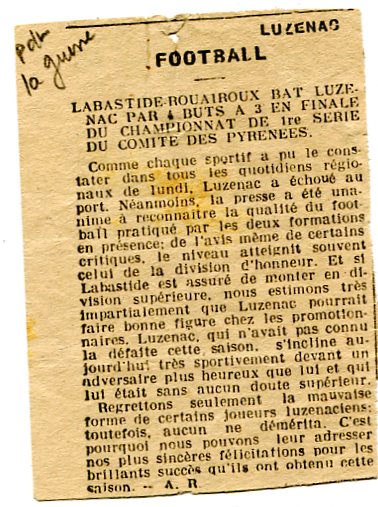 pdt
la guerre
LUZENAC
FOOTBALL
LABASTIDE-ROUAIROUX BAT LUZE-
NAC PAR 4 BUTS A 3 EN FINALE
DU CHAMPIONNAT DE 1re SERIE
DU COMITE DES PYRENEES.
Comme chaque sportif a pu le cons-
tater dans tous les quotidiens régio-
naux de lundi, Luzenac a échoué au
port. Néanmoins, la presse a été una-
nime à reconnaître la qualité du foot-
ball pratiqué par les deux formations
en présence; de l'avis même de certains
critiques, le niveau atteignit souvent
celui de la division d'honneur. Et si
Labastide est assuré de monter en di-
vision supérieure, nous estimons très
impartialement que Luzenac pourrait
faire bonne figure chez les promotion-
naires. Luzenac, qui n'avait pas connu
la défaite cette saison, s'incline au-
jourd'hui très sportivement devant un
adversaire plus heureux que lui et qui
lui était sans aucun doute supérieur.
Regrettons seulement la mauvaise
forme de certains joueurs luzenaciens;
toutefois, aucun ne démérita. C'est
pourquoi nous pouvons leur adresser
nos plus sincères félicitations pour les
brillants succès qu'ils ont obtenu cette
saison. — A. R.